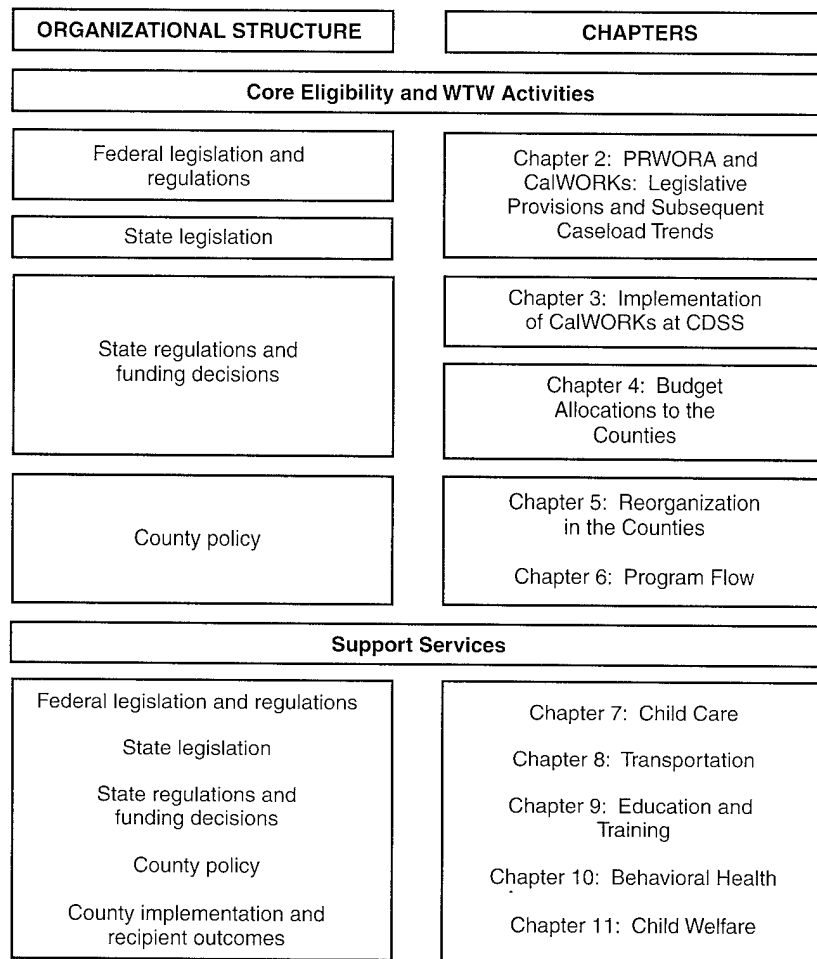 ORGANIZATIONAL STRUCTURE
CHAPTERS
Core Eligibility and WTW Activities
Federal legislation and
regulations
State legislation
Chapter 2: PRWORA and
CalWORKs: Legislative
Provisions and Subsequent
Caseload Trends
State regulations and
funding decisions
Chapter 3: Implementation
of CalWORKs at CDSS
Chapter 4: Budget
Allocations to the
Counties
County policy
Chapter 5: Reorganization
in the Counties
Chapter 6: Program Flow
Support Services
Federal legislation and regulations
State legislation
State regulations and
funding decisions
County policy
County implementation and
recipient outcomes
Chapter 7: Child Care
Chapter 8: Transportation
Chapter 9: Education and
Training
Chapter 10: Behavioral Health
Chapter 11: Child Welfare